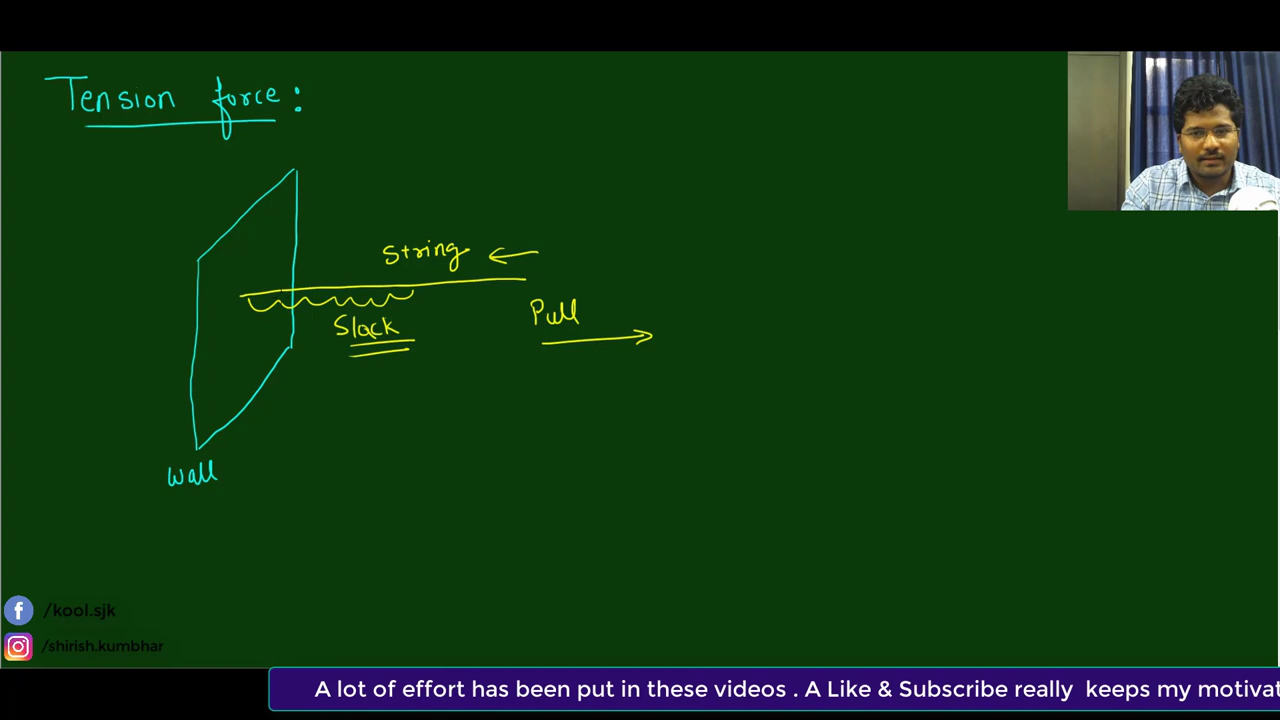 Tension force:
String
Pull
Slack
Wall
/kool.sjk
/shirish.kumbhar
A lot of effort has been put in these videos . A Like & Subscribe really keeps my motivat